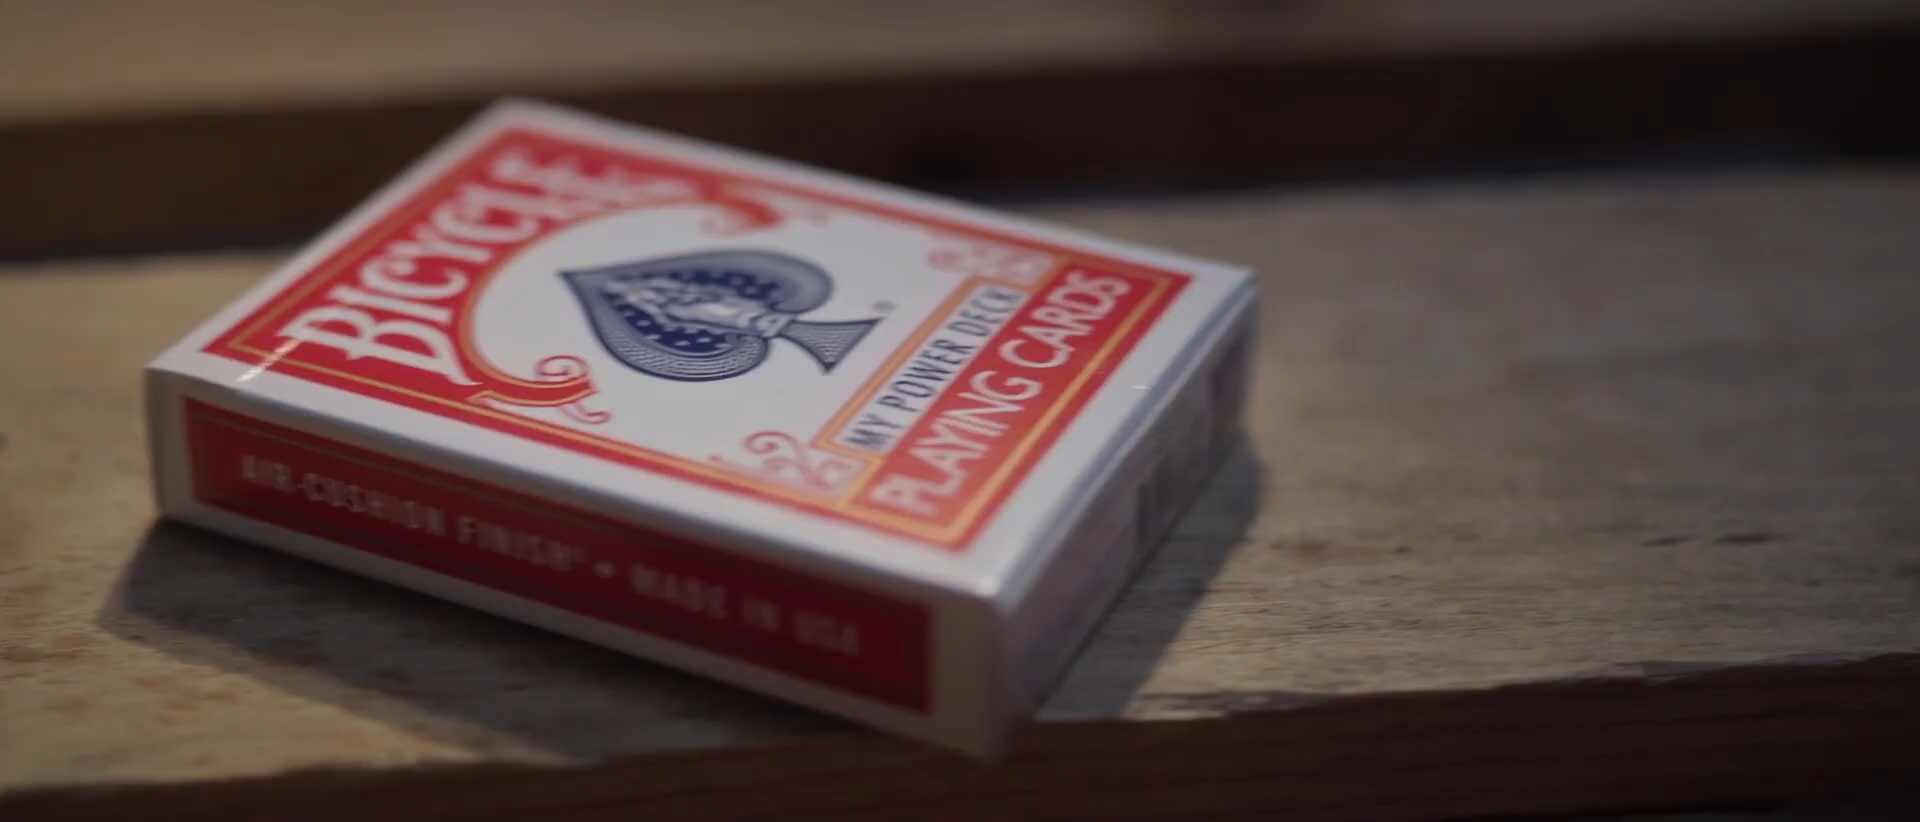 BICYCLE
MY POWER DECK
PLAYING CARDS
AIR-CUSHION FINISH® • MADE IN USA